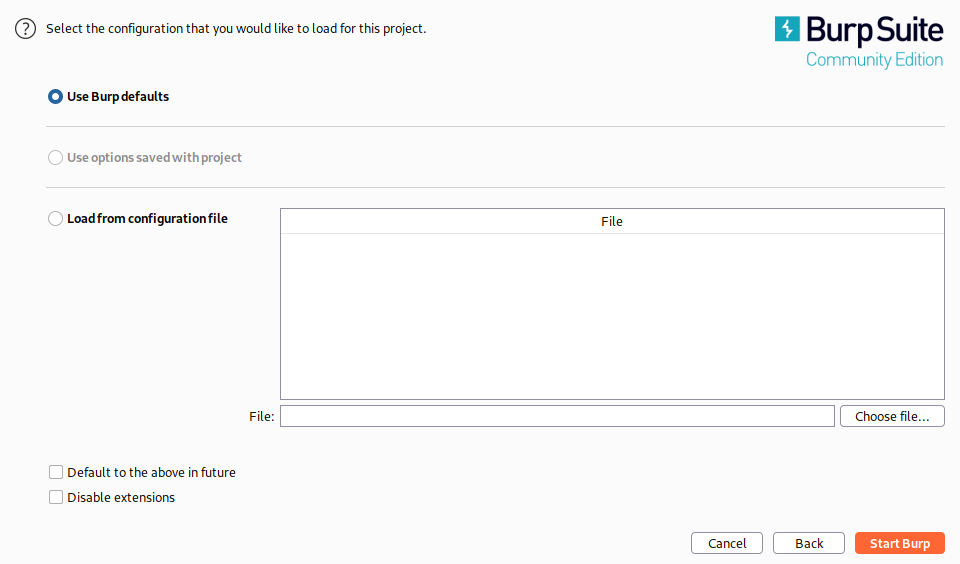 Select the configuration that you would like to load for this project.
Burp Suite
Community Edition
Use Burp defaults
Use options saved with project
Load from configuration file
File
File:
Choose file...
Default to the above in future
Disable extensions
Cancel
Back
Start Burp